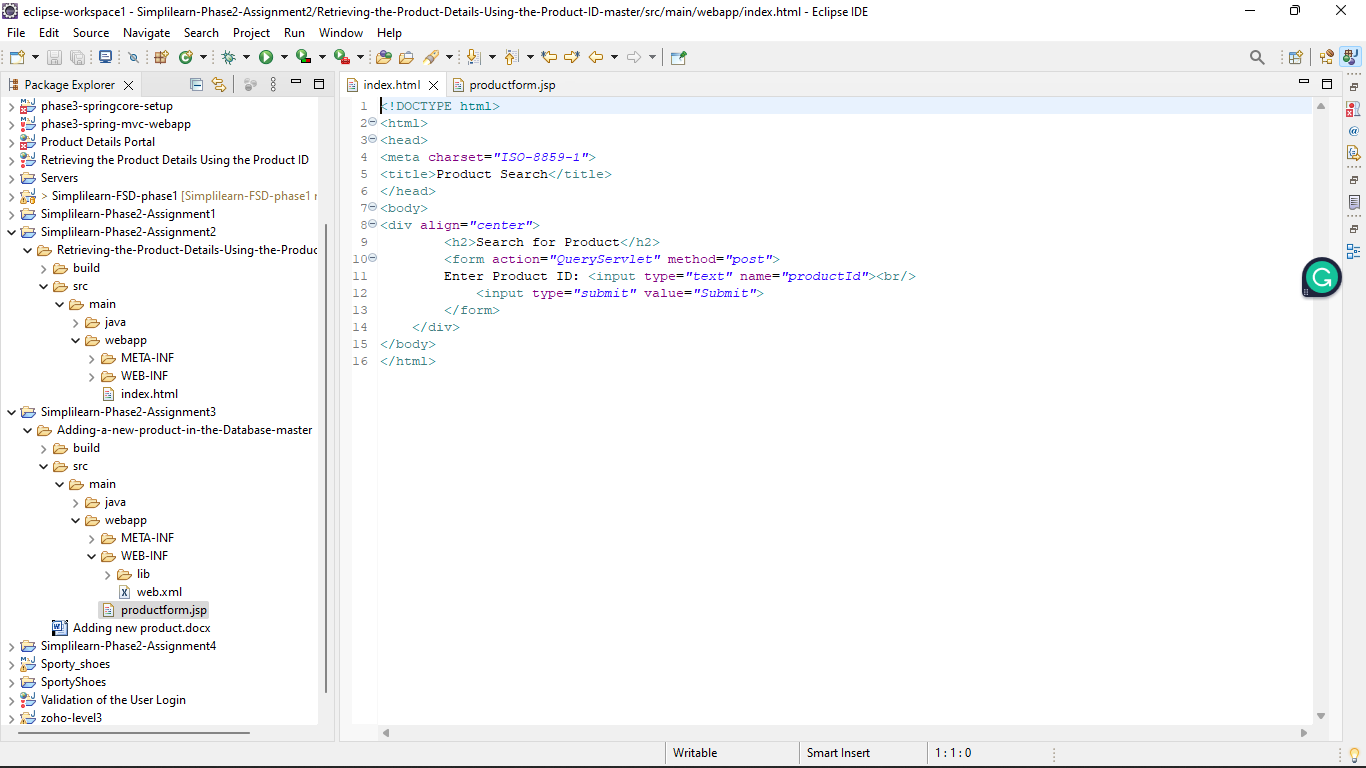 eclipse-workspace1 - Simplilearn-Phase2-Assignment2/Retrieving-the-Product-Details-Using-the-Product-ID-master/src/main/webapp/index.html - Eclipse IDE
File Edit Source Navigate Search Project Run Window Help
Package Explorer
phase3-springcore-setup
phase3-spring-mvc-webapp
Product Details Portal
Retrieving the Product Details Using the Product ID
Servers
> Simplilearn-FSD-phase1 [Simplilearn-FSD-phase1
Simplilearn-Phase2-Assignment1
Simplilearn-Phase2-Assignment2
Retrieving-the-Product-Details-Using-the-Produc
build
src
main
java
webapp
META-INF
WEB-INF
index.html
Simplilearn-Phase2-Assignment3
Adding-a-new-product-in-the-Database-master
build
src
main
java
webapp
META-INF
WEB-INF
lib
web.xml
productform.jsp
Adding new product.docx
Simplilearn-Phase2-Assignment4
Sporty_shoes
SportyShoes
Validation of the User Login
zoho-level3
index.html productform.jsp
1 <!DOCTYPE html>
2 <html>
3 <head>
4 <meta charset="ISO-8859-1">
5 <title>Product Search</title>
6 </head>
7 <body>
8 <div align="center">
9 <h2>Search for Product</h2>
10 <form action="QueryServlet" method="post">
11 Enter Product ID: <input type="text" name="productId"><br/>
12 <input type="submit" value="Submit">
13 </form>
14 </div>
15 </body>
16 </html>
Writable Smart Insert 1 : 1 : 0